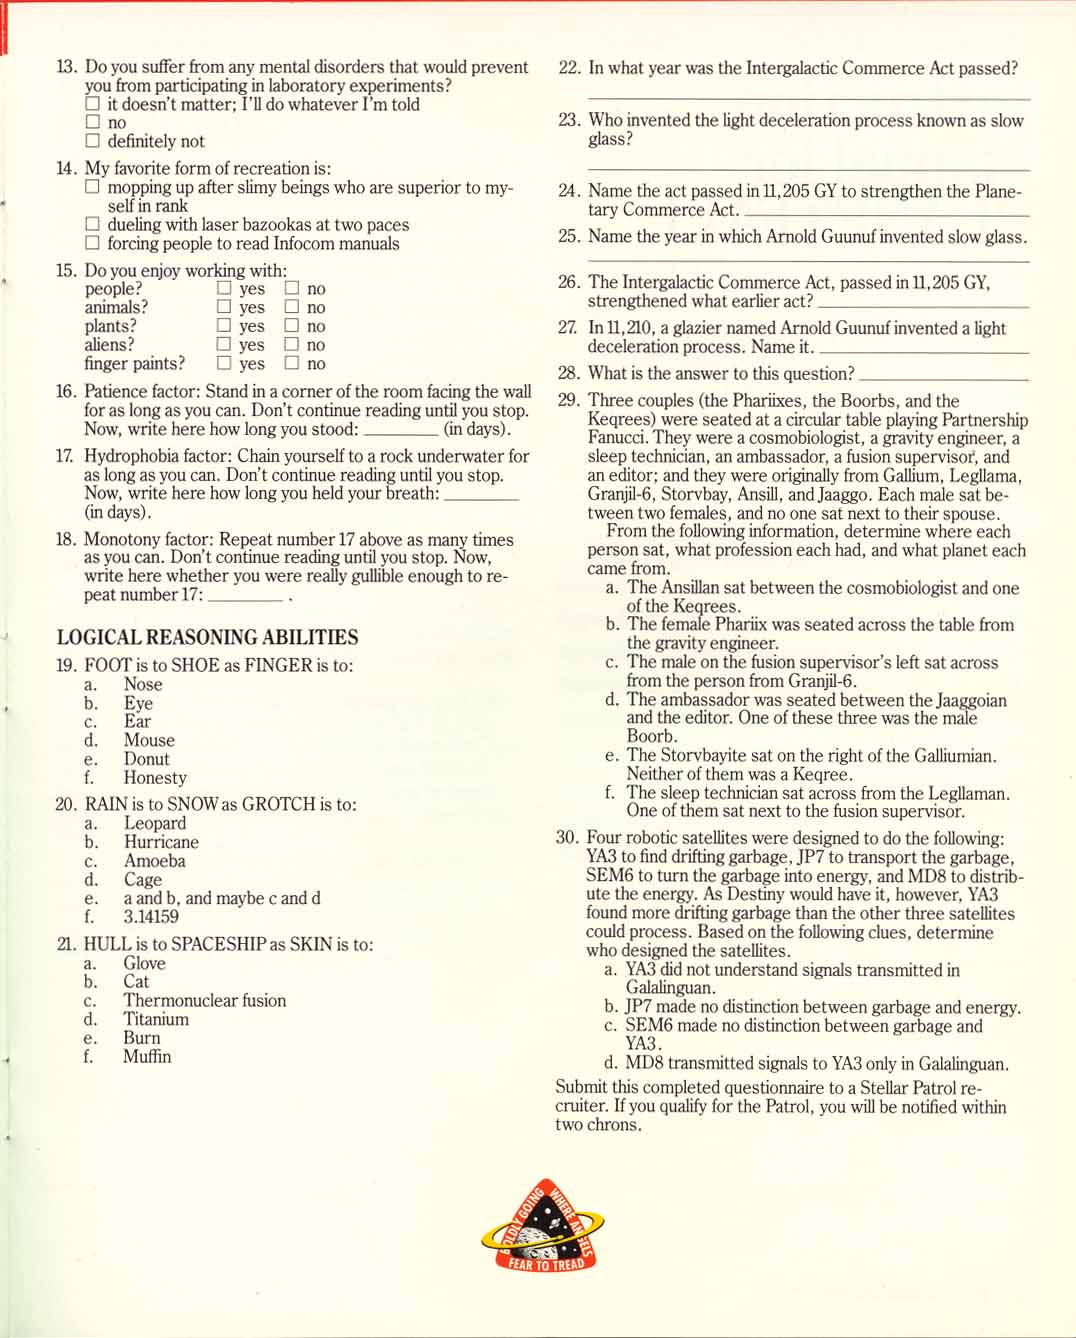 13. Do you suffer from any mental disorders that would prevent
you from participating in laboratory experiments?
☐ it doesn't matter; I'll do whatever I'm told
☐ no
☐ definitely not
14. My favorite form of recreation is:
☐ mopping up after slimy beings who are superior to my-
self in rank
☐ dueling with laser bazookas at two paces
☐ forcing people to read Infocom manuals
15. Do you enjoy working with:
people? ☐ yes ☐ no
animals? ☐ yes ☐ no
plants? ☐ yes ☐ no
aliens? ☐ yes ☐ no
finger paints? ☐ yes ☐ no
16. Patience factor: Stand in a corner of the room facing the wall
for as long as you can. Don't continue reading until you stop.
Now, write here how long you stood: ________ (in days).
17. Hydrophobia factor: Chain yourself to a rock underwater for
as long as you can. Don't continue reading until you stop.
Now, write here how long you held your breath: ________
(in days).
18. Monotony factor: Repeat number 17 above as many times
as you can. Don't continue reading until you stop. Now,
write here whether you were really gullible enough to re-
peat number 17: ________ .
LOGICAL REASONING ABILITIES
19. FOOT is to SHOE as FINGER is to:
a. Nose
b. Eye
c. Ear
d. Mouse
e. Donut
f. Honesty
20. RAIN is to SNOW as GROTCH is to:
a. Leopard
b. Hurricane
c. Amoeba
d. Cage
e. a and b, and maybe c and d
f. 3.14159
21. HULL is to SPACESHIP as SKIN is to:
a. Glove
b. Cat
c. Thermonuclear fusion
d. Titanium
e. Burn
f. Muffin
22. In what year was the Intergalactic Commerce Act passed?
23. Who invented the light deceleration process known as slow
glass?
24. Name the act passed in 11,205 GY to strengthen the Plane-
tary Commerce Act. ________
25. Name the year in which Arnold Guunuf invented slow glass.
26. The Intergalactic Commerce Act, passed in 11,205 GY,
strengthened what earlier act? ________
27. In 11,210, a glazier named Arnold Guunuf invented a light
deceleration process. Name it. ________
28. What is the answer to this question? ________
29. Three couples (the Phariixes, the Boorbs, and the
Keqrees) were seated at a circular table playing Partnership
Fanucci. They were a cosmobiologist, a gravity engineer, a
sleep technician, an ambassador, a fusion supervisor, and
an editor; and they were originally from Gallium, Legllama,
Granjil-6, Storvbay, Ansill, and Jaaggo. Each male sat be-
tween two females, and no one sat next to their spouse.
From the following information, determine where each
person sat, what profession each had, and what planet each
came from.
a. The Ansillan sat between the cosmobiologist and one
of the Keqrees.
b. The female Phariix was seated across the table from
the gravity engineer.
c. The male on the fusion supervisor's left sat across
from the person from Granjil-6.
d. The ambassador was seated between the Jaaggoian
and the editor. One of these three was the male
Boorb.
e. The Storvbayite sat on the right of the Galliumian.
Neither of them was a Keqree.
f. The sleep technician sat across from the Legllaman.
One of them sat next to the fusion supervisor.
30. Four robotic satellites were designed to do the following:
YA3 to find drifting garbage, JP7 to transport the garbage,
SEM6 to turn the garbage into energy, and MD8 to distrib-
ute the energy. As Destiny would have it, however, YA3
found more drifting garbage than the other three satellites
could process. Based on the following clues, determine
who designed the satellites.
a. YA3 did not understand signals transmitted in
Galalinguan.
b. JP7 made no distinction between garbage and energy.
c. SEM6 made no distinction between garbage and
YA3.
d. MD8 transmitted signals to YA3 only in Galalinguan.
Submit this completed questionnaire to a Stellar Patrol re-
cruiter. If you qualify for the Patrol, you will be notified within
two chrons.
BOLDLY GOING
WHERE ANGELS
FEAR TO TREAD